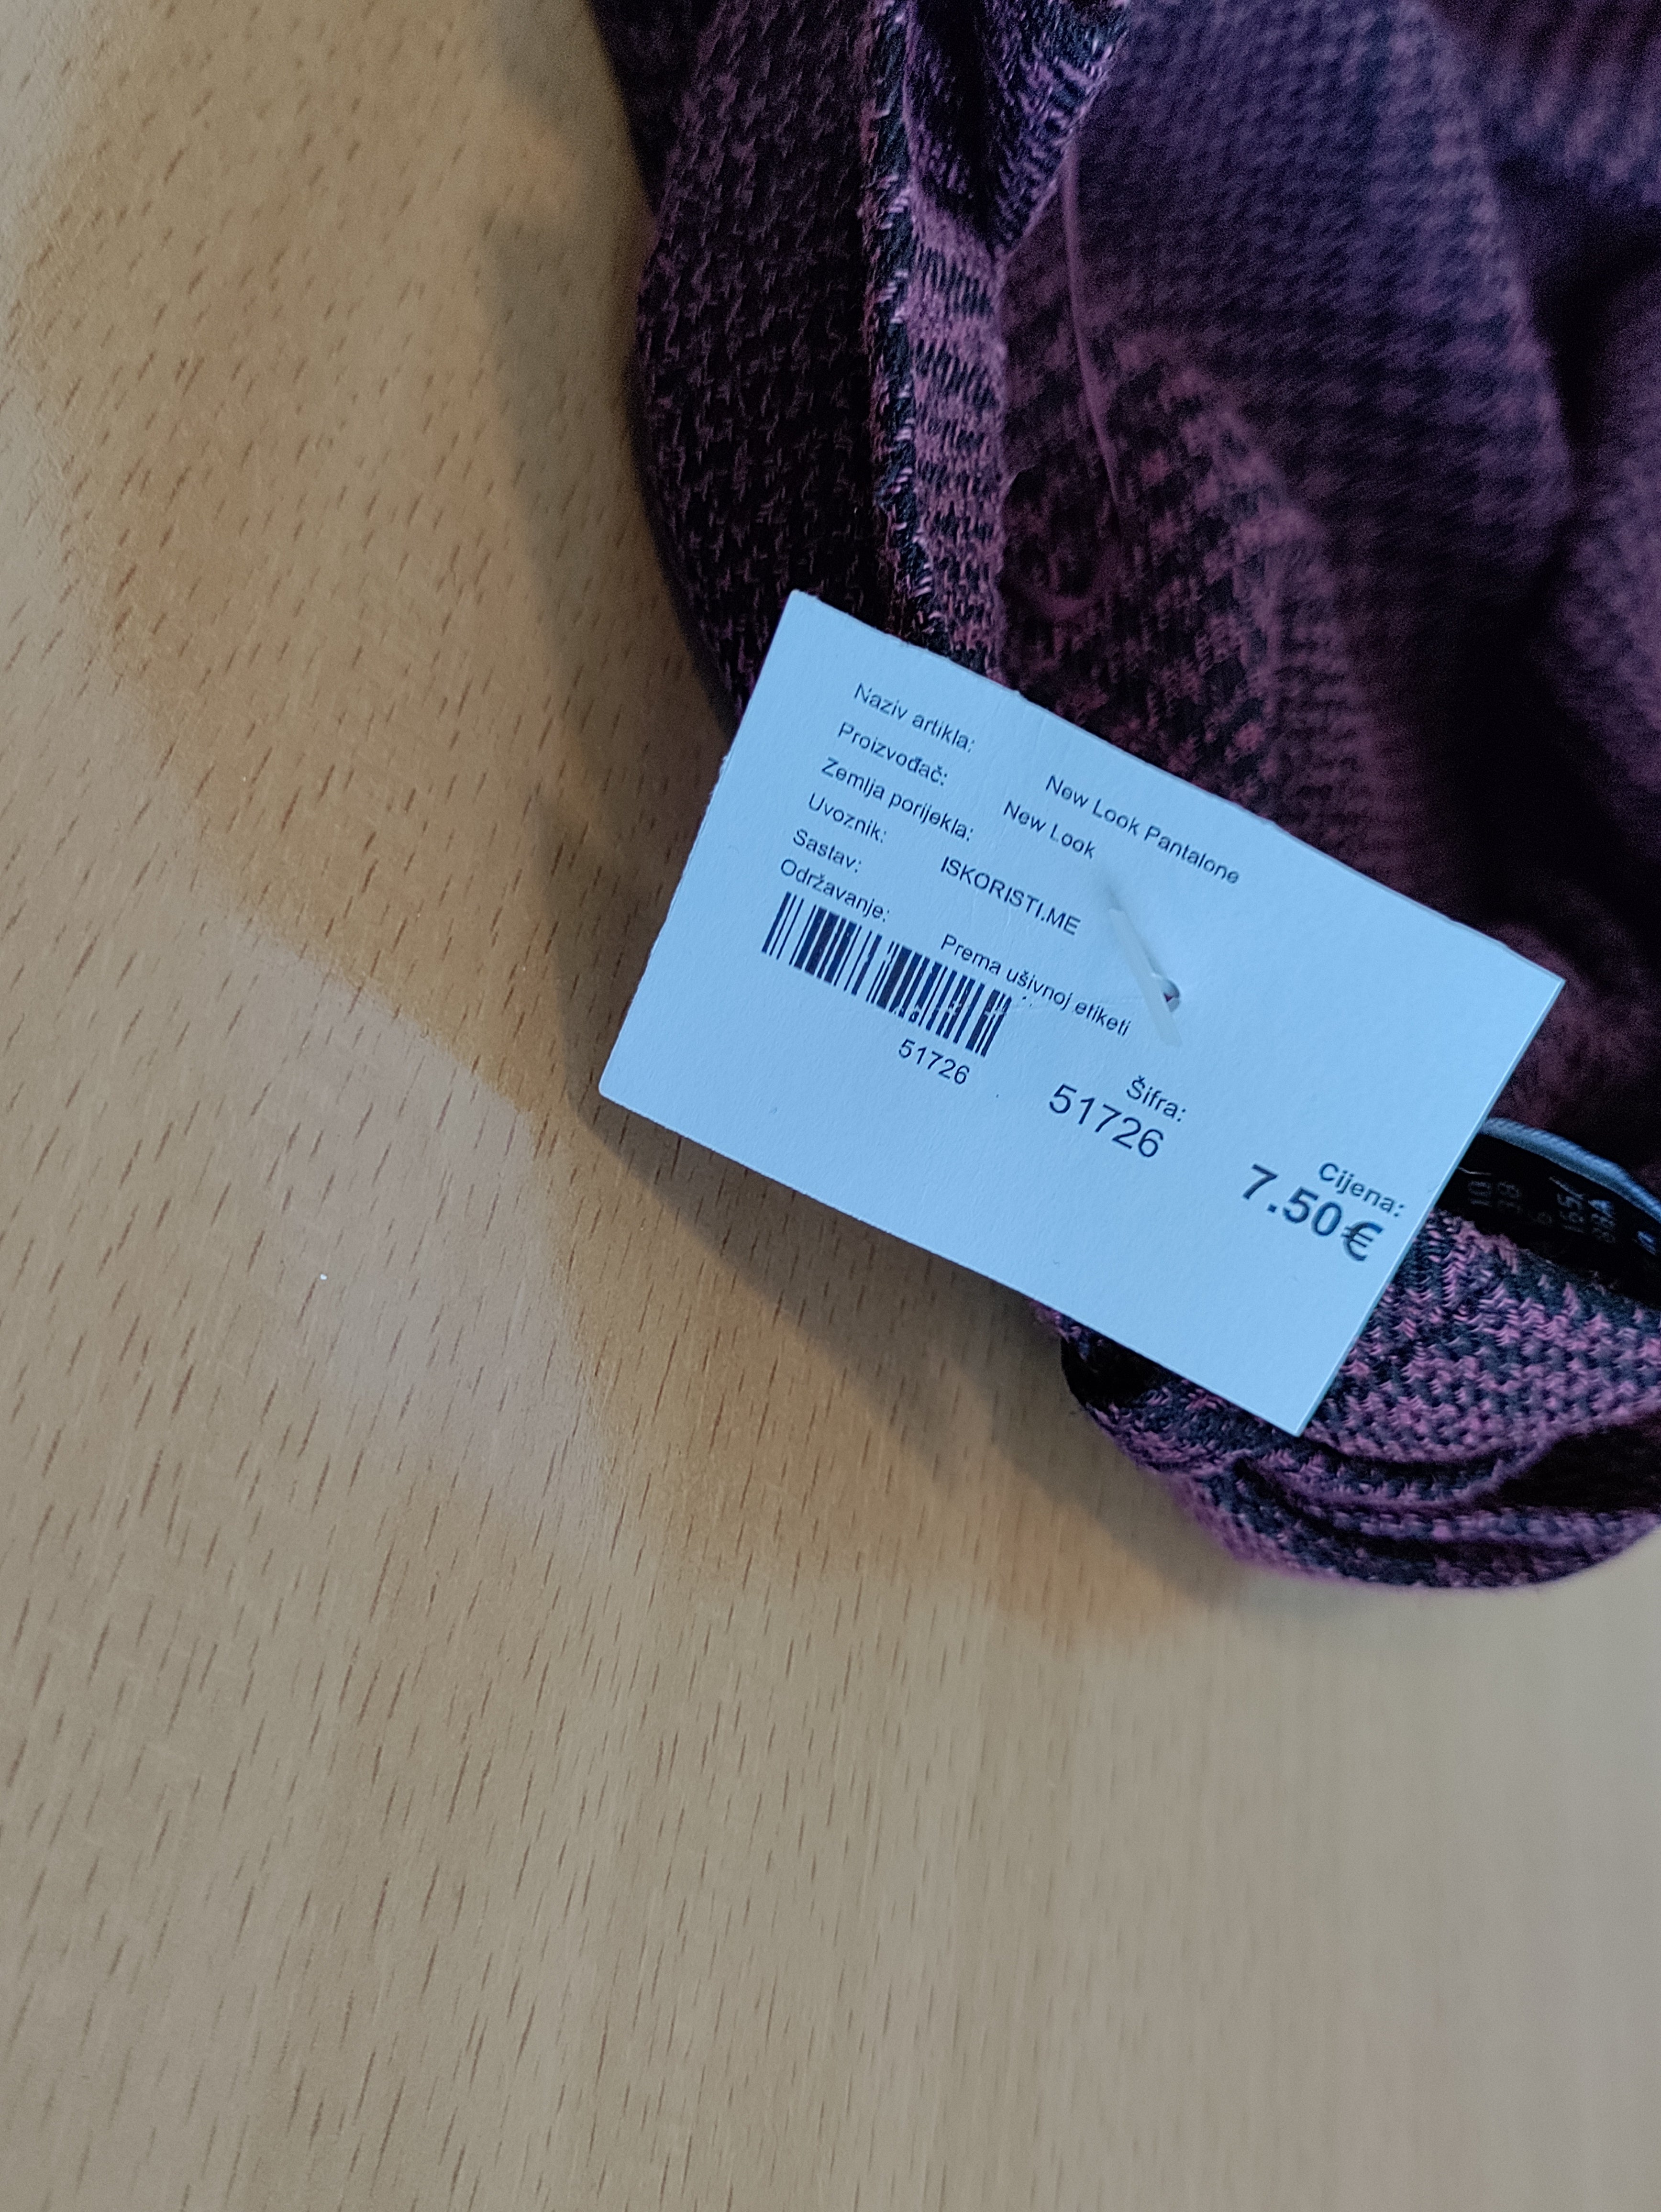 Naziv artikla: New Look Pantalone
Proizvođač: New Look
Zemlja porijekla:
Uvoznik: ISKORISTI.ME
Sastav:
Održavanje: Prema ušivnoj etiketi
51726
Šifra:
51726
Cijena:
7.50€